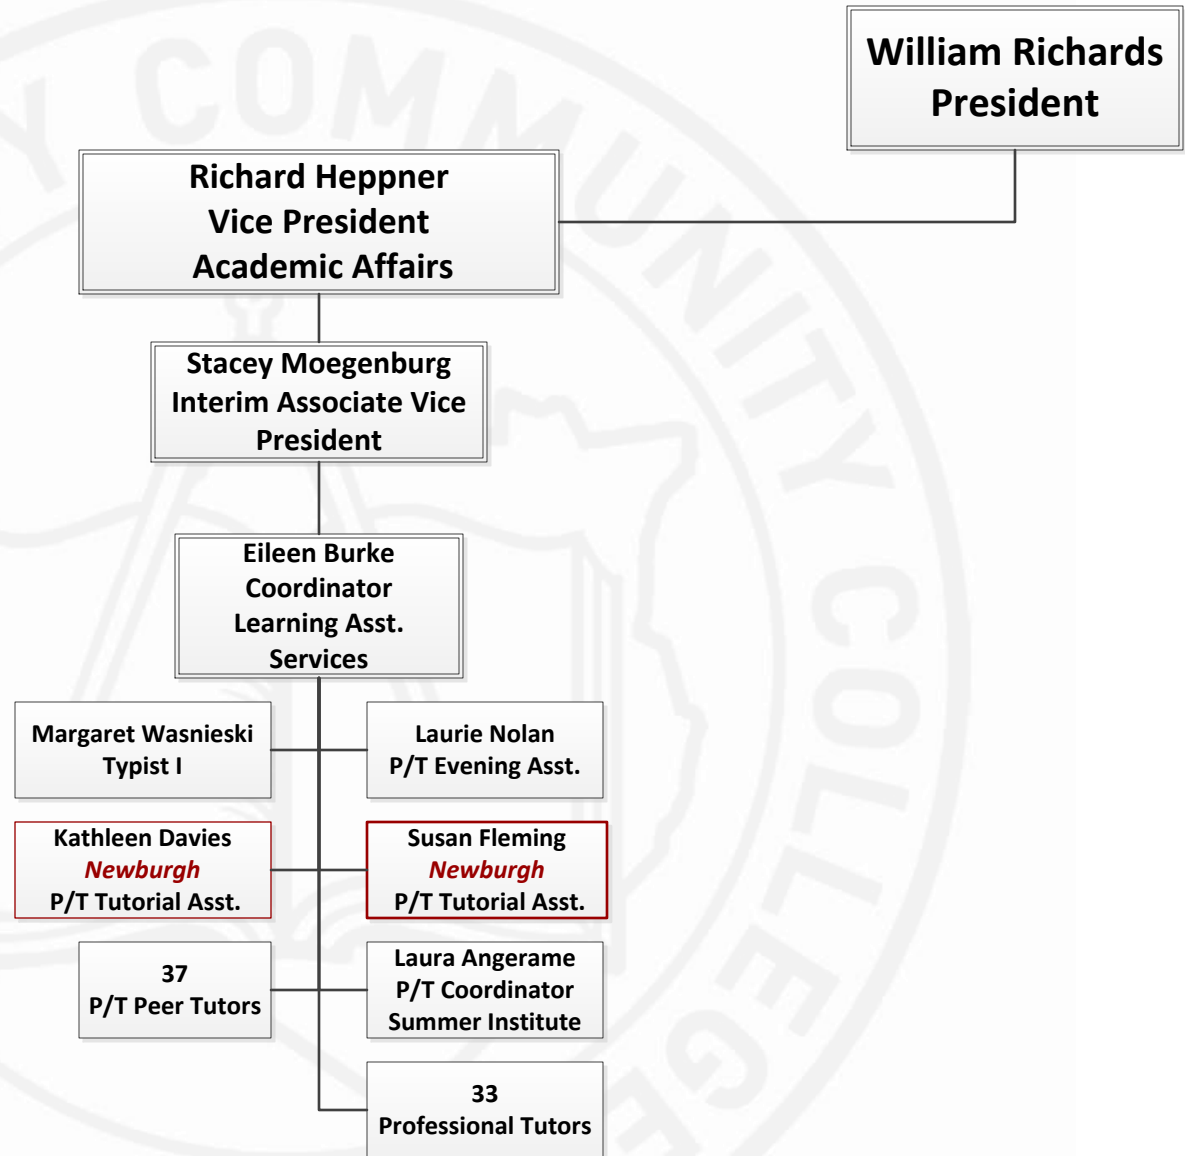 William Richards
President
Richard Heppner
Vice President
Academic Affairs
Stacey Moegenburg
Interim Associate Vice
President
Eileen Burke
Coordinator
Learning Asst.
Services
Margaret Wasnieski
Typist I
Laurie Nolan
P/T Evening Asst.
Kathleen Davies
Newburgh
P/T Tutorial Asst.
Susan Fleming
Newburgh
P/T Tutorial Asst.
37
P/T Peer Tutors
Laura Angerame
P/T Coordinator
Summer Institute
33
Professional Tutors
Y COMMUNITY COLLEGE